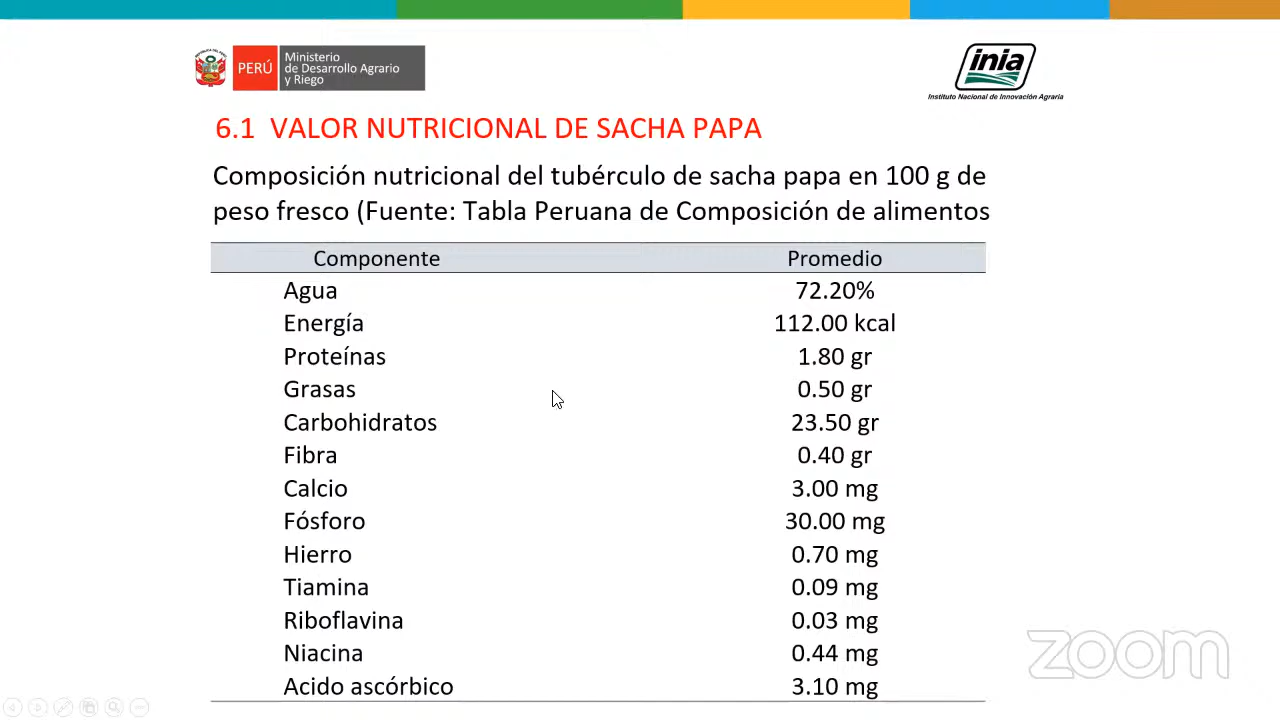 PERÚ
Ministerio
de Desarrollo Agrario
y Riego
inia
Instituto Nacional de Innovación Agraria
6.1 VALOR NUTRICIONAL DE SACHA PAPA
Composición nutricional del tubérculo de sacha papa en 100 g de
peso fresco (Fuente: Tabla Peruana de Composición de alimentos
Componente Promedio
Agua 72.20%
Energía 112.00 kcal
Proteínas 1.80 gr
Grasas 0.50 gr
Carbohidratos 23.50 gr
Fibra 0.40 gr
Calcio 3.00 mg
Fósforo 30.00 mg
Hierro 0.70 mg
Tiamina 0.09 mg
Riboflavina 0.03 mg
Niacina 0.44 mg
Acido ascórbico 3.10 mg
zoom